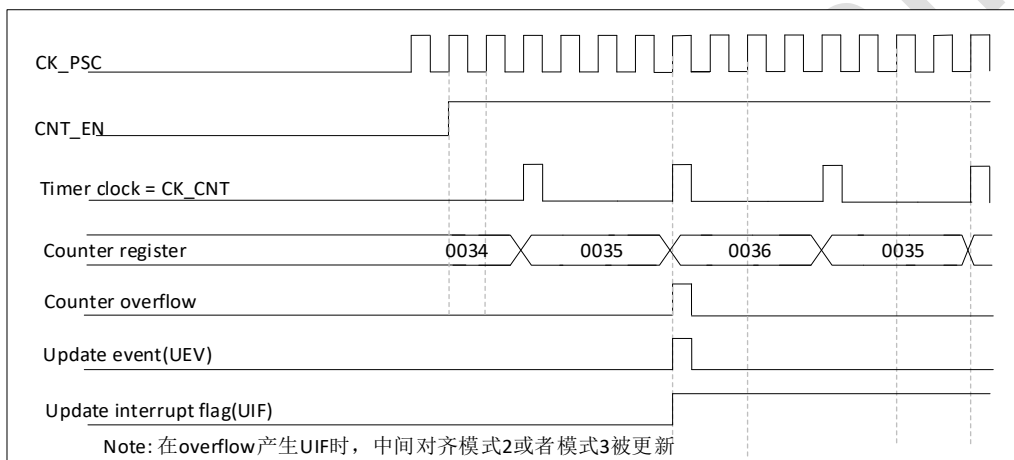 CK_PSC
CNT_EN
Timer clock = CK_CNT
Counter register 0034 0035 0036 0035
Counter overflow
Update event(UEV)
Update interrupt flag(UIF)
Note: 在overflow产生UIF时，中间对齐模式2或者模式3被更新